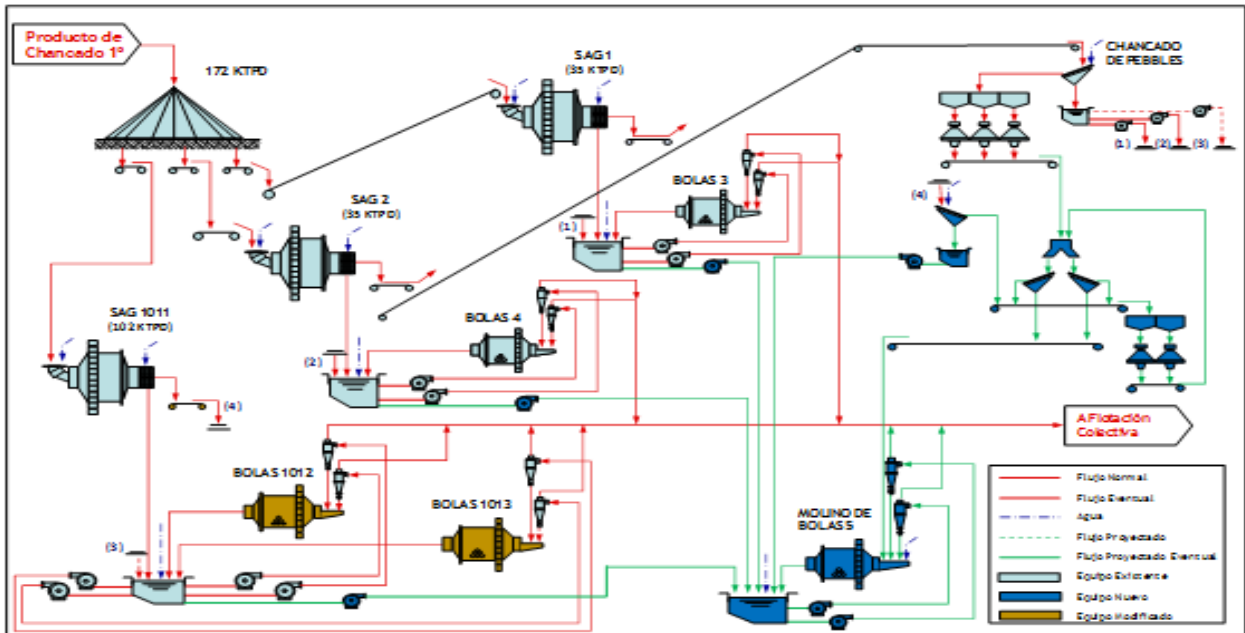 Producto de
Chancado 1º
172 KTPD
SAG 1
(35 KTPD)
CHANCADO
DE PEBBLES
(1)
(2)
(3)
BOLAS 3
(4)
SAG 2
(35 KTPD)
(1)
SAG 1011
(102 KTPD)
BOLAS 4
(2)
(4)
A Flotación
Colectiva
BOLAS 1012
BOLAS 1013
MOLINO DE
BOLAS 5
(3)
Flujo Normal
Flujo Eventual
Agua
Flujo Proyectado
Flujo Proyectado Eventual
Equipo Existente
Equipo Nuevo
Equipo Modificado